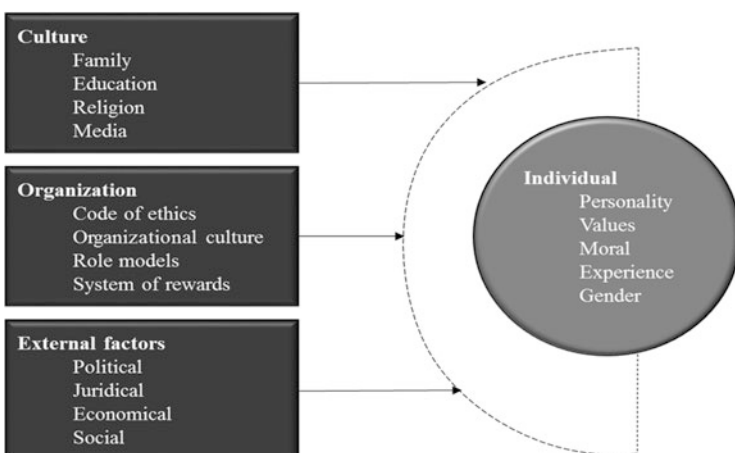 Culture
Family
Education
Religion
Media
Organization
Code of ethics
Organizational culture
Role models
System of rewards
External factors
Political
Juridical
Economical
Social
Individual
Personality
Values
Moral
Experience
Gender